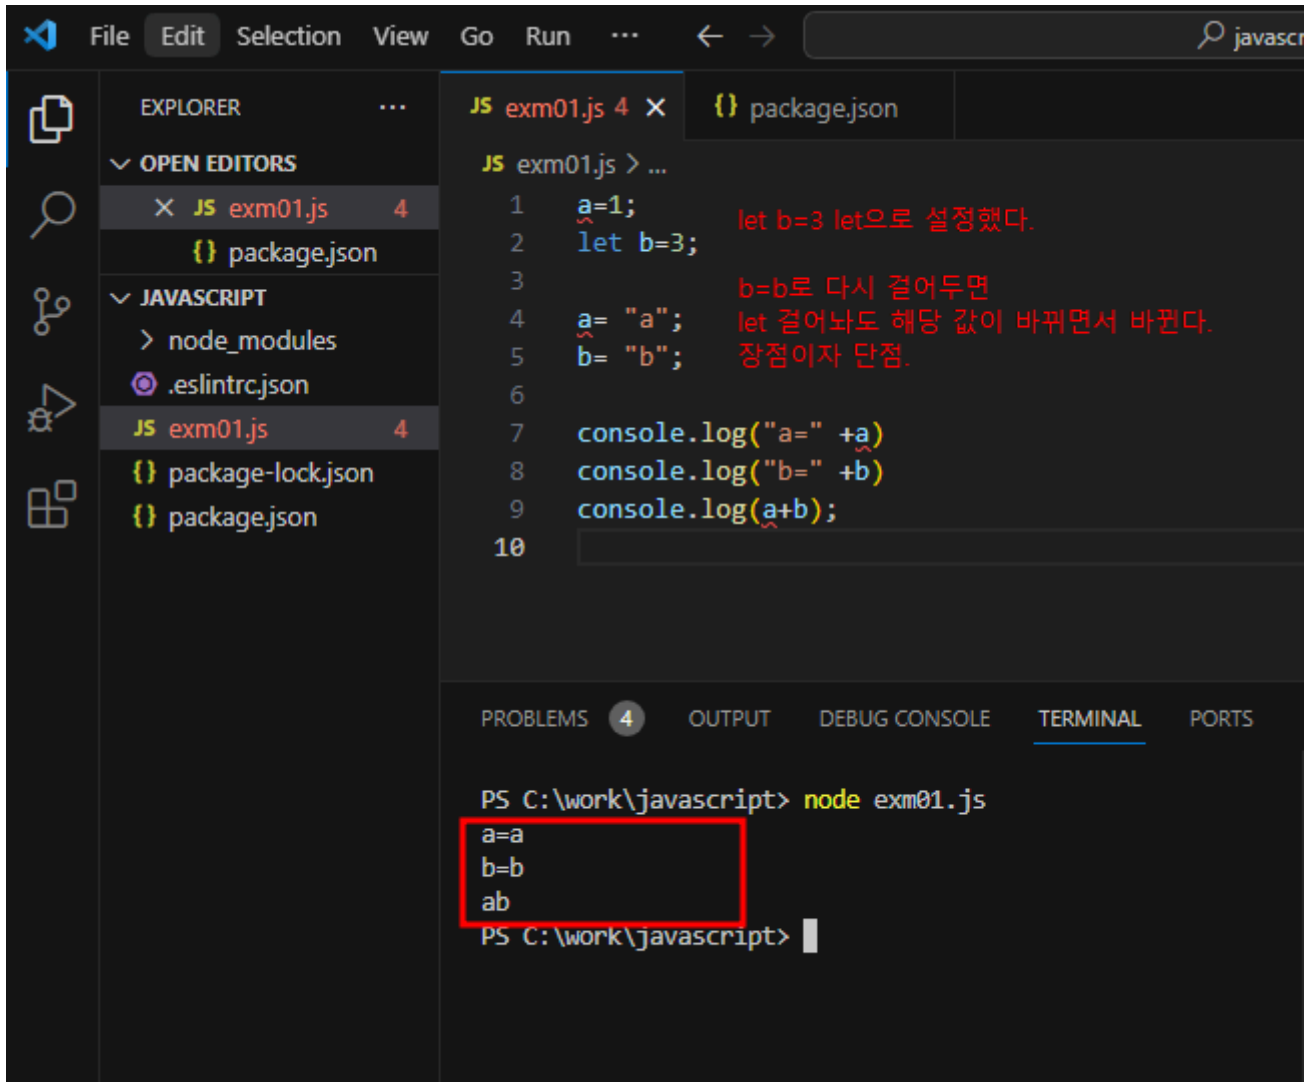 File Edit Selection View Go Run ··· javascr
EXPLORER ···
OPEN EDITORS
JS exm01.js 4
{} package.json
JAVASCRIPT
node_modules
.eslintrc.json
JS exm01.js 4
{} package-lock.json
{} package.json
JS exm01.js 4
{} package.json
JS exm01.js > ...
1 a=1;
let b=3 let으로 설정했다.
2 let b=3;
3
b=b로 다시 걸어두면
4 a= "a";
let 걸어놔도 해당 값이 바뀌면서 바뀐다.
5 b= "b";
장점이자 단점.
6
7 console.log("a=" +a)
8 console.log("b=" +b)
9 console.log(a+b);
10
PROBLEMS 4 OUTPUT DEBUG CONSOLE TERMINAL PORTS
PS C:\work\javascript> node exm01.js
a=a
b=b
ab
PS C:\work\javascript>